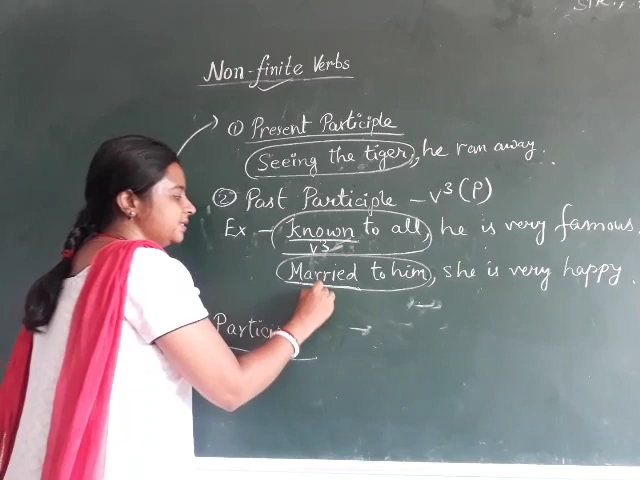 Non-finite Verbs
① Present Participle
Seeing the tiger, he ran away.
② Past Participle - V³ (P)
Ex - known to all, he is very famous.
V3
Married to him, she is very happy.